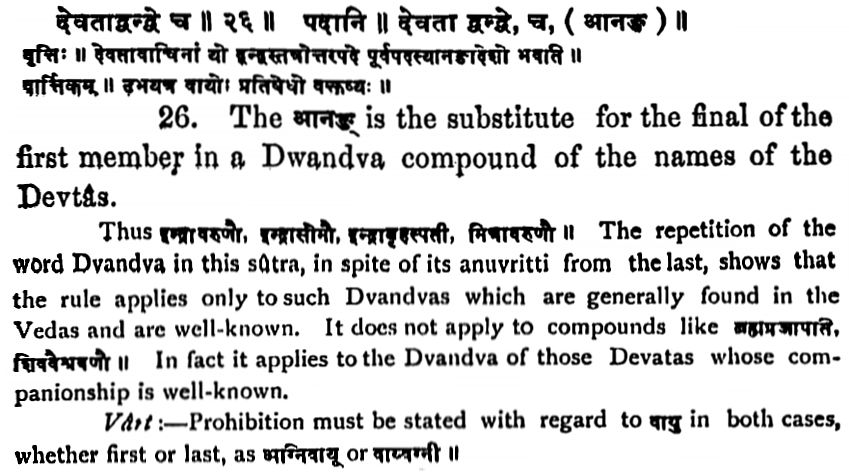 देवताद्वन्द्वे च ॥ २६ ॥ पदानि ॥ देवता द्वन्द्वे, च, ( आनङ् ) ॥
वृत्तिः ॥ देवतावाचिनां यो द्वन्द्वस्तत्रोत्तरपदे पूर्वपदस्यानङादेशो भवति ॥
वार्त्तिकम् ॥ उभयत्र वायोः प्रतिषेधो वक्तव्यः ॥
26. The आनङ् is the substitute for the final of the
first member in a Dwandva compound of the names of the
Devtâs.
Thus इन्द्रावरुणौ, इन्द्रासोमौ, इन्द्राबृहस्पती, मित्रावरुणौ ॥ The repetition of the
word Dvandva in this sûtra, in spite of its anuvritti from the last, shows that
the rule applies only to such Dvandvas which are generally found in the
Vedas and are well-known. It does not apply to compounds like ब्रह्मप्रजापति,
शिववैश्रवणौ ॥ In fact it applies to the Dvandva of those Devatas whose com-
panionship is well-known.
Vârt :—Prohibition must be stated with regard to वायु in both cases,
whether first or last, as अग्निवायू or वाय्वग्नी ॥